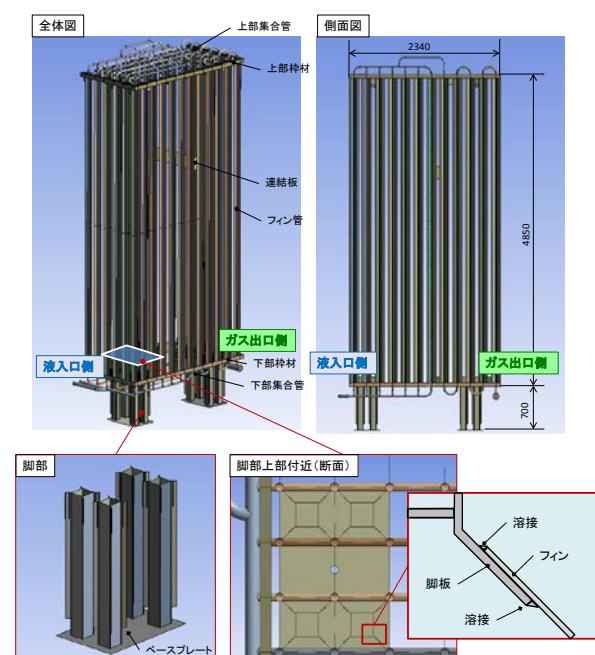 全体図
上部集合管
上部枠材
連結板
フィン管
ガス出口側
液入口側
下部枠材
下部集合管
側面図
2340
4850
液入口側
ガス出口側
700
脚部
ベースプレート
脚部上部付近(断面)
溶接
フィン
脚板
溶接